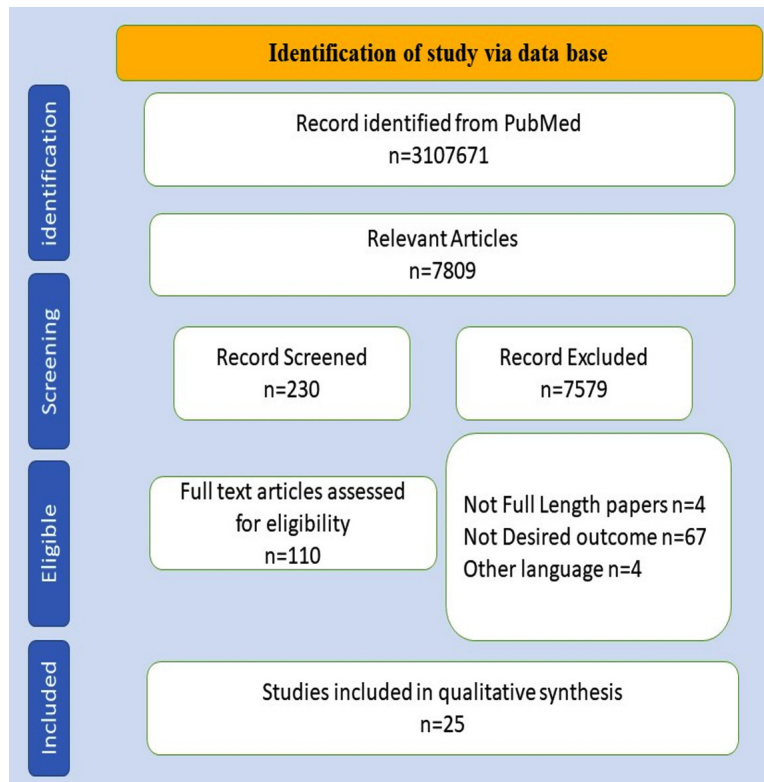 Identification of study via data base
identification
Record identified from PubMed
n=3107671
Relevant Articles
n=7809
Screening
Record Screened
n=230
Record Excluded
n=7579
Eligible
Full text articles assessed
for eligibility
n=110
Not Full Length papers n=4
Not Desired outcome n=67
Other language n=4
Included
Studies included in qualitative synthesis
n=25